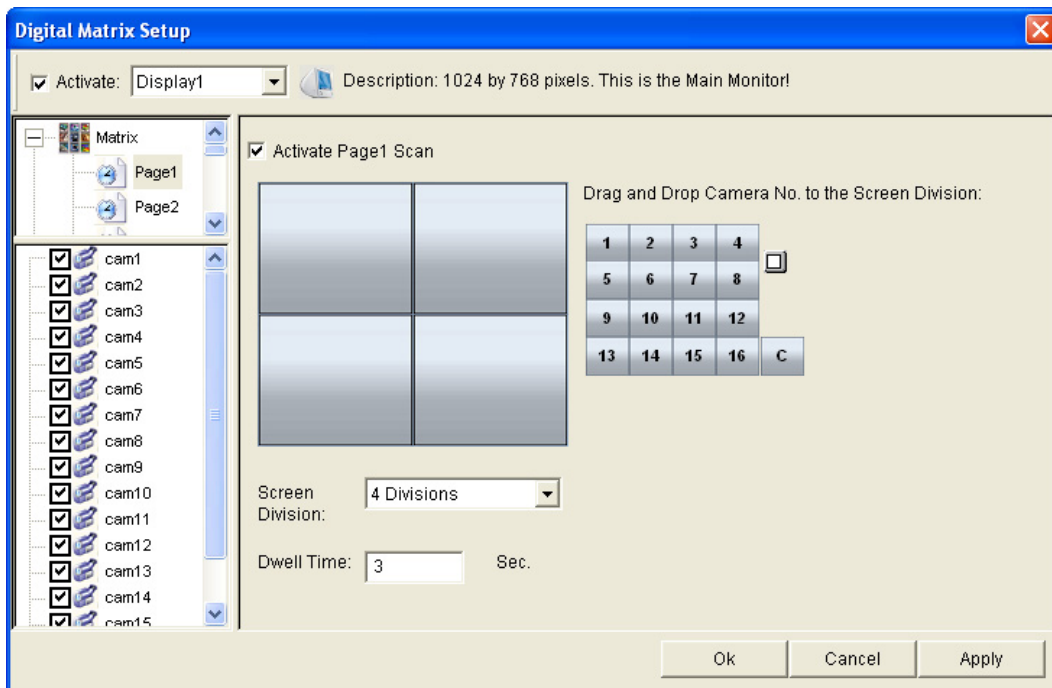 Digital Matrix Setup
Activate: Display1 Description: 1024 by 768 pixels. This is the Main Monitor!
Matrix
Page1
Page2
cam1
cam2
cam3
cam4
cam5
cam6
cam7
cam8
cam9
cam10
cam11
cam12
cam13
cam14
cam15
Activate Page1 Scan
Drag and Drop Camera No. to the Screen Division:
1 2 3 4
5 6 7 8
9 10 11 12
13 14 15 16 C
Screen
Division: 4 Divisions
Dwell Time: 3 Sec.
Ok Cancel Apply